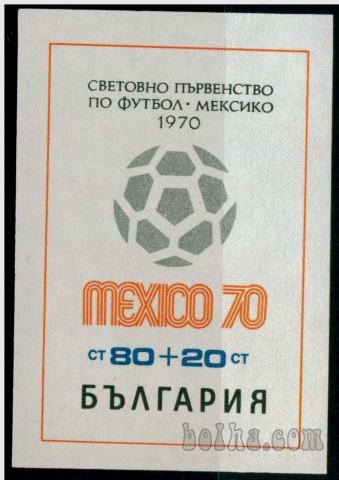 СВЕТОВНО ПЪРВЕНСТВО
ПО ФУТБОЛ · МЕКСИКО
1970
MEXICO 70
СТ 80+20 СТ
БЪЛГАРИЯ
bolha.com